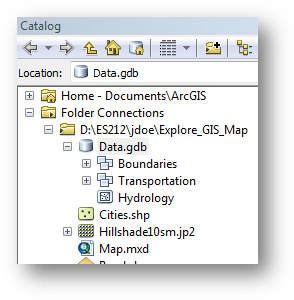 Catalog
Location: Data.gdb
Home - Documents\ArcGIS
Folder Connections
D:\ES212\jdoe\Explore_GIS_Map
Data.gdb
Boundaries
Transportation
Hydrology
Cities.shp
Hillshade10sm.jp2
Map.mxd